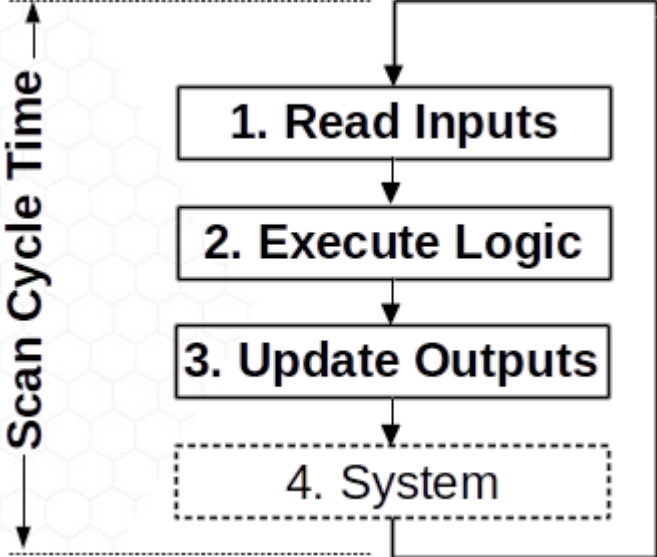 Scan Cycle Time
1. Read Inputs
2. Execute Logic
3. Update Outputs
4. System